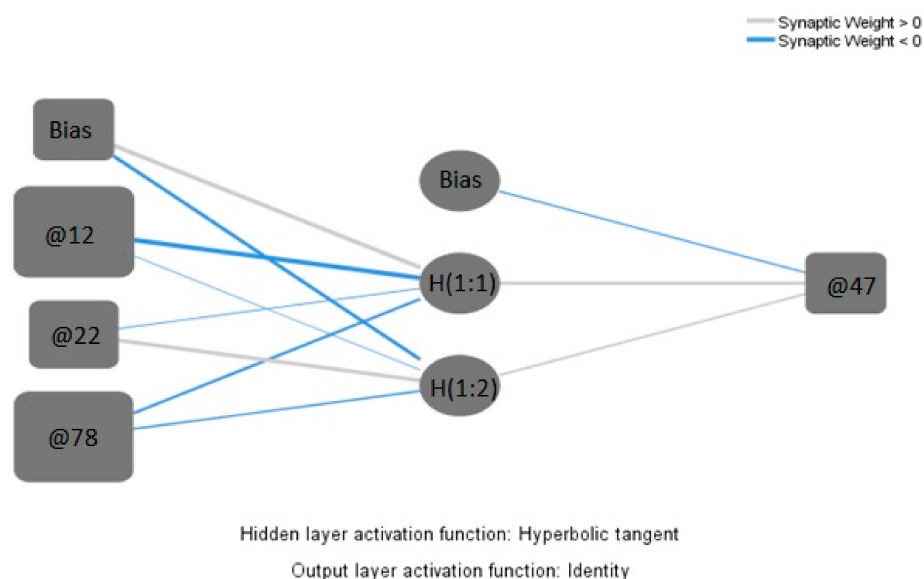 Synaptic Weight > 0
Synaptic Weight < 0
Bias
@12
@22
@78
Bias
H(1:1)
H(1:2)
@47
Hidden layer activation function: Hyperbolic tangent
Output layer activation function: Identity